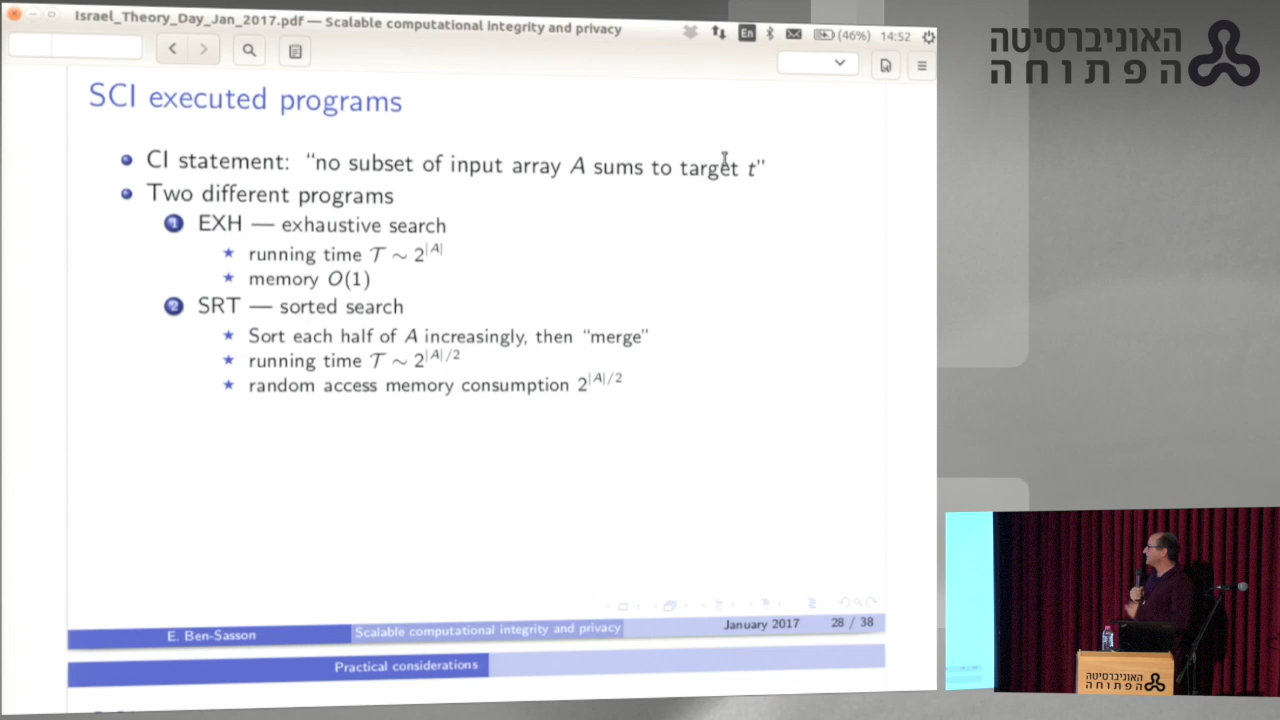 Israel_Theory_Day_Jan_2017.pdf — Scalable computational integrity and privacy
En (46%) 14:52
האוניברסיטה
הפתוחה
SCI executed programs
CI statement: “no subset of input array A sums to target t”
Two different programs
1 EXH — exhaustive search
★ running time T ∼ 2^|A|
★ memory O(1)
2 SRT — sorted search
★ Sort each half of A increasingly, then “merge”
★ running time T ∼ 2^|A|/2
★ random access memory consumption 2^|A|/2
E. Ben-Sasson Scalable computational integrity and privacy January 2017 28 / 38
Practical considerations
האוניברסיטה
הפתוחה